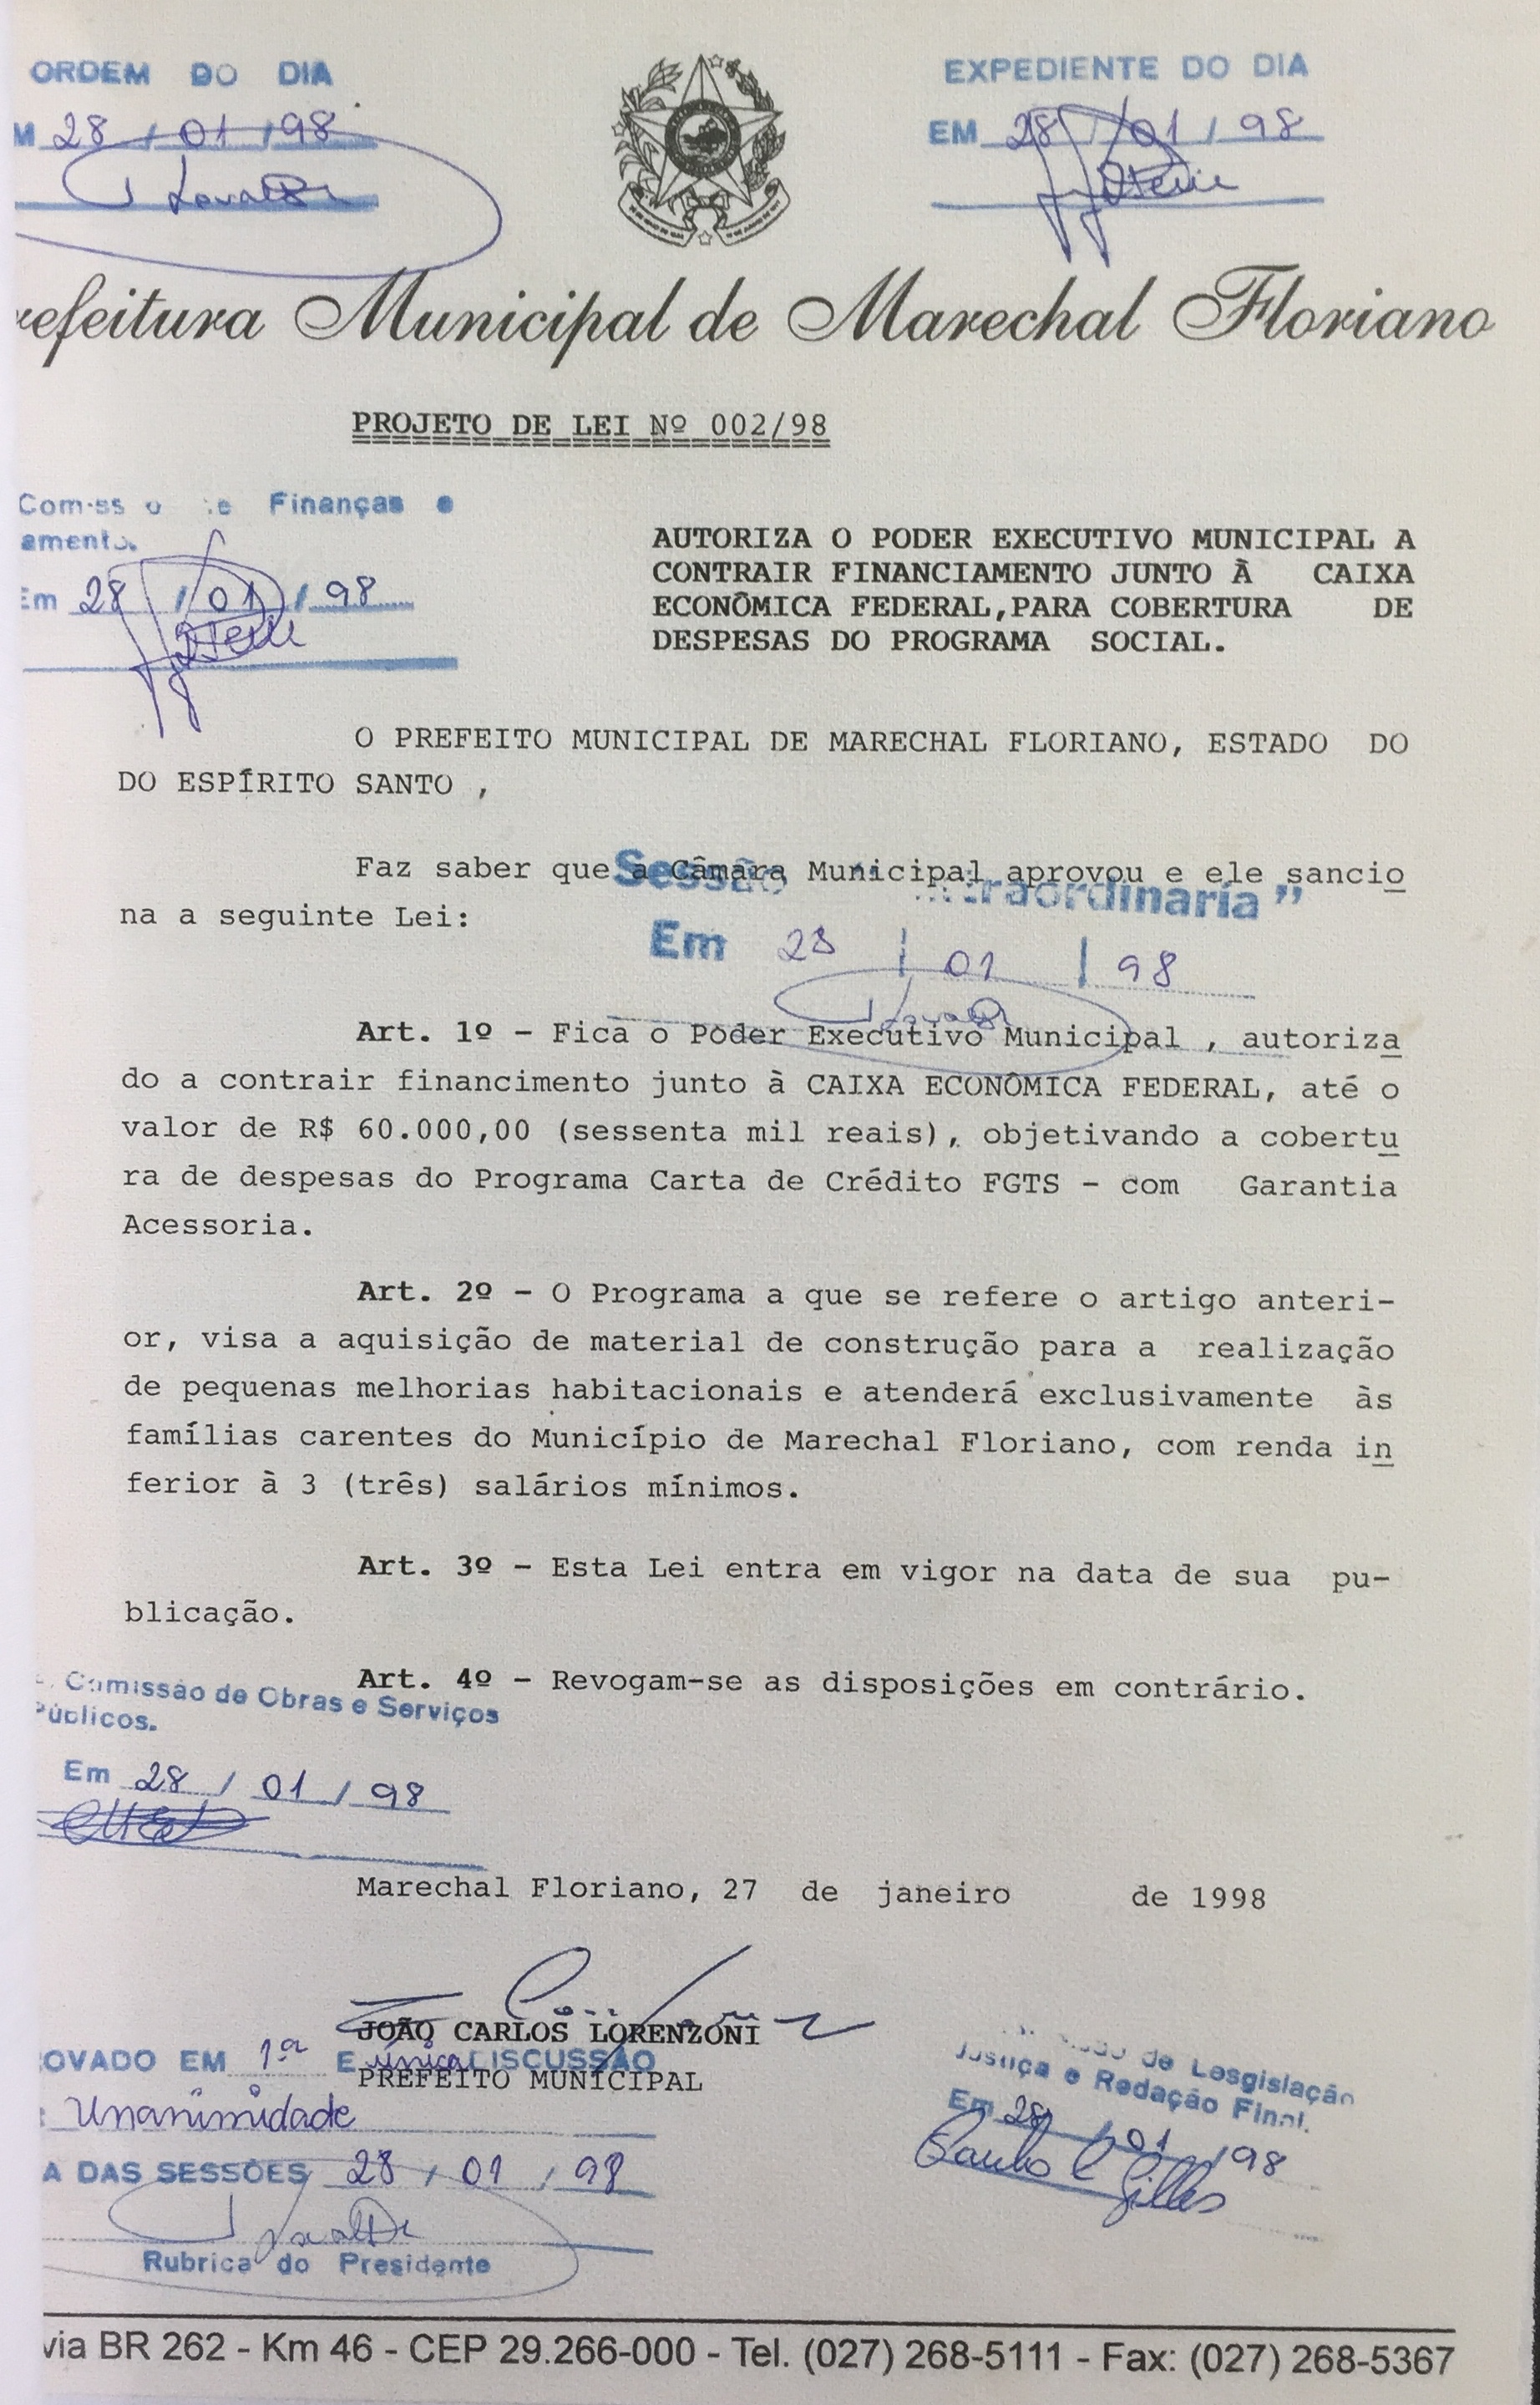 ORDEM DO DIA
M 28 / 01 / 98
EXPEDIENTE DO DIA
EM 28 / 01 / 98
refeitura Municipal de Marechal Floriano
PROJETO DE LEI Nº 002/98
Finanças e
amento.
Em 28 / 01 / 98
AUTORIZA O PODER EXECUTIVO MUNICIPAL A
CONTRAIR FINANCIAMENTO JUNTO À CAIXA
ECONÔMICA FEDERAL,PARA COBERTURA DE
DESPESAS DO PROGRAMA SOCIAL.
O PREFEITO MUNICIPAL DE MARECHAL FLORIANO, ESTADO DO
DO ESPÍRITO SANTO ,
Faz saber que a Câmara Municipal aprovou e ele sancio
na a seguinte Lei:
Sessão traordinaria”
Em 28 | 01 | 98
Art. 1º - Fica o Poder Executivo Municipal , autoriza
do a contrair financimento junto à CAIXA ECONÔMICA FEDERAL, até o
valor de R$ 60.000,00 (sessenta mil reais), objetivando a cobertu
ra de despesas do Programa Carta de Crédito FGTS - com Garantia
Acessoria.
Art. 2º - O Programa a que se refere o artigo anteri-
or, visa a aquisição de material de construção para a realização
de pequenas melhorias habitacionais e atenderá exclusivamente às
famílias carentes do Município de Marechal Floriano, com renda in
ferior à 3 (três) salários mínimos.
Art. 3º - Esta Lei entra em vigor na data de sua pu-
blicação.
Art. 4º - Revogam-se as disposições em contrário.
Comissão de Obras e Serviços
Públicos.
Em 28 / 01 / 98
Marechal Floriano, 27 de janeiro de 1998
JOÃO CARLOS LORENZONI
PREFEITO MUNICIPAL
OVADO EM 1ª E única DISCUSSÃO
Unanimidade
A DAS SESSÕES 28 / 01 / 98
Rubrica do Presidente
de Lesgislação
Justiça e Redação Final.
Em 28 / 01 / 98
via BR 262 - Km 46 - CEP 29.266-000 - Tel. (027) 268-5111 - Fax: (027) 268-5367